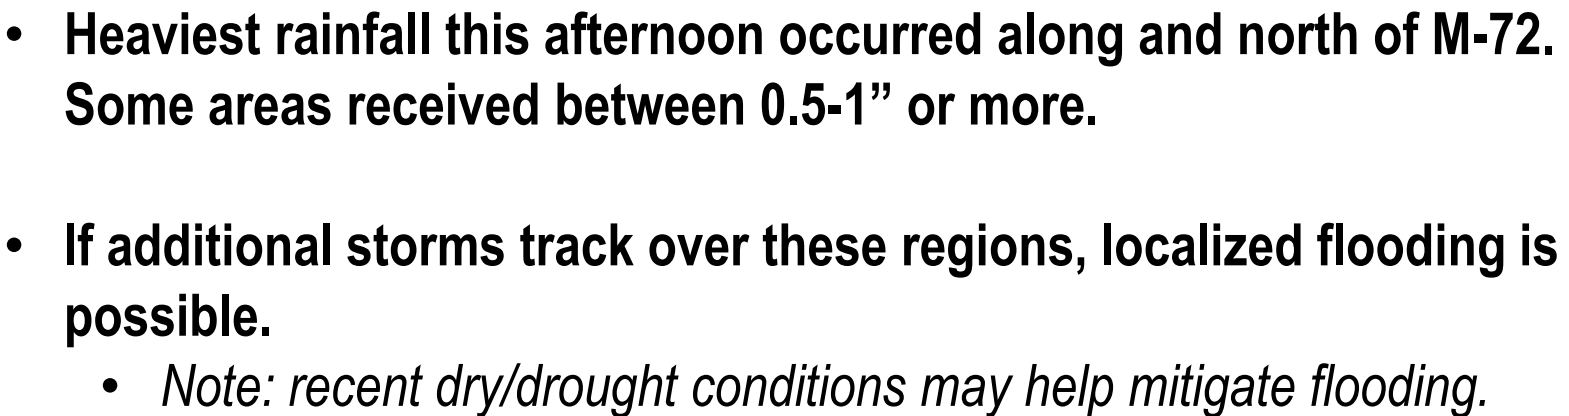 • Heaviest rainfall this afternoon occurred along and north of M-72.
Some areas received between 0.5-1” or more.
• If additional storms track over these regions, localized flooding is
possible.
• Note: recent dry/drought conditions may help mitigate flooding.